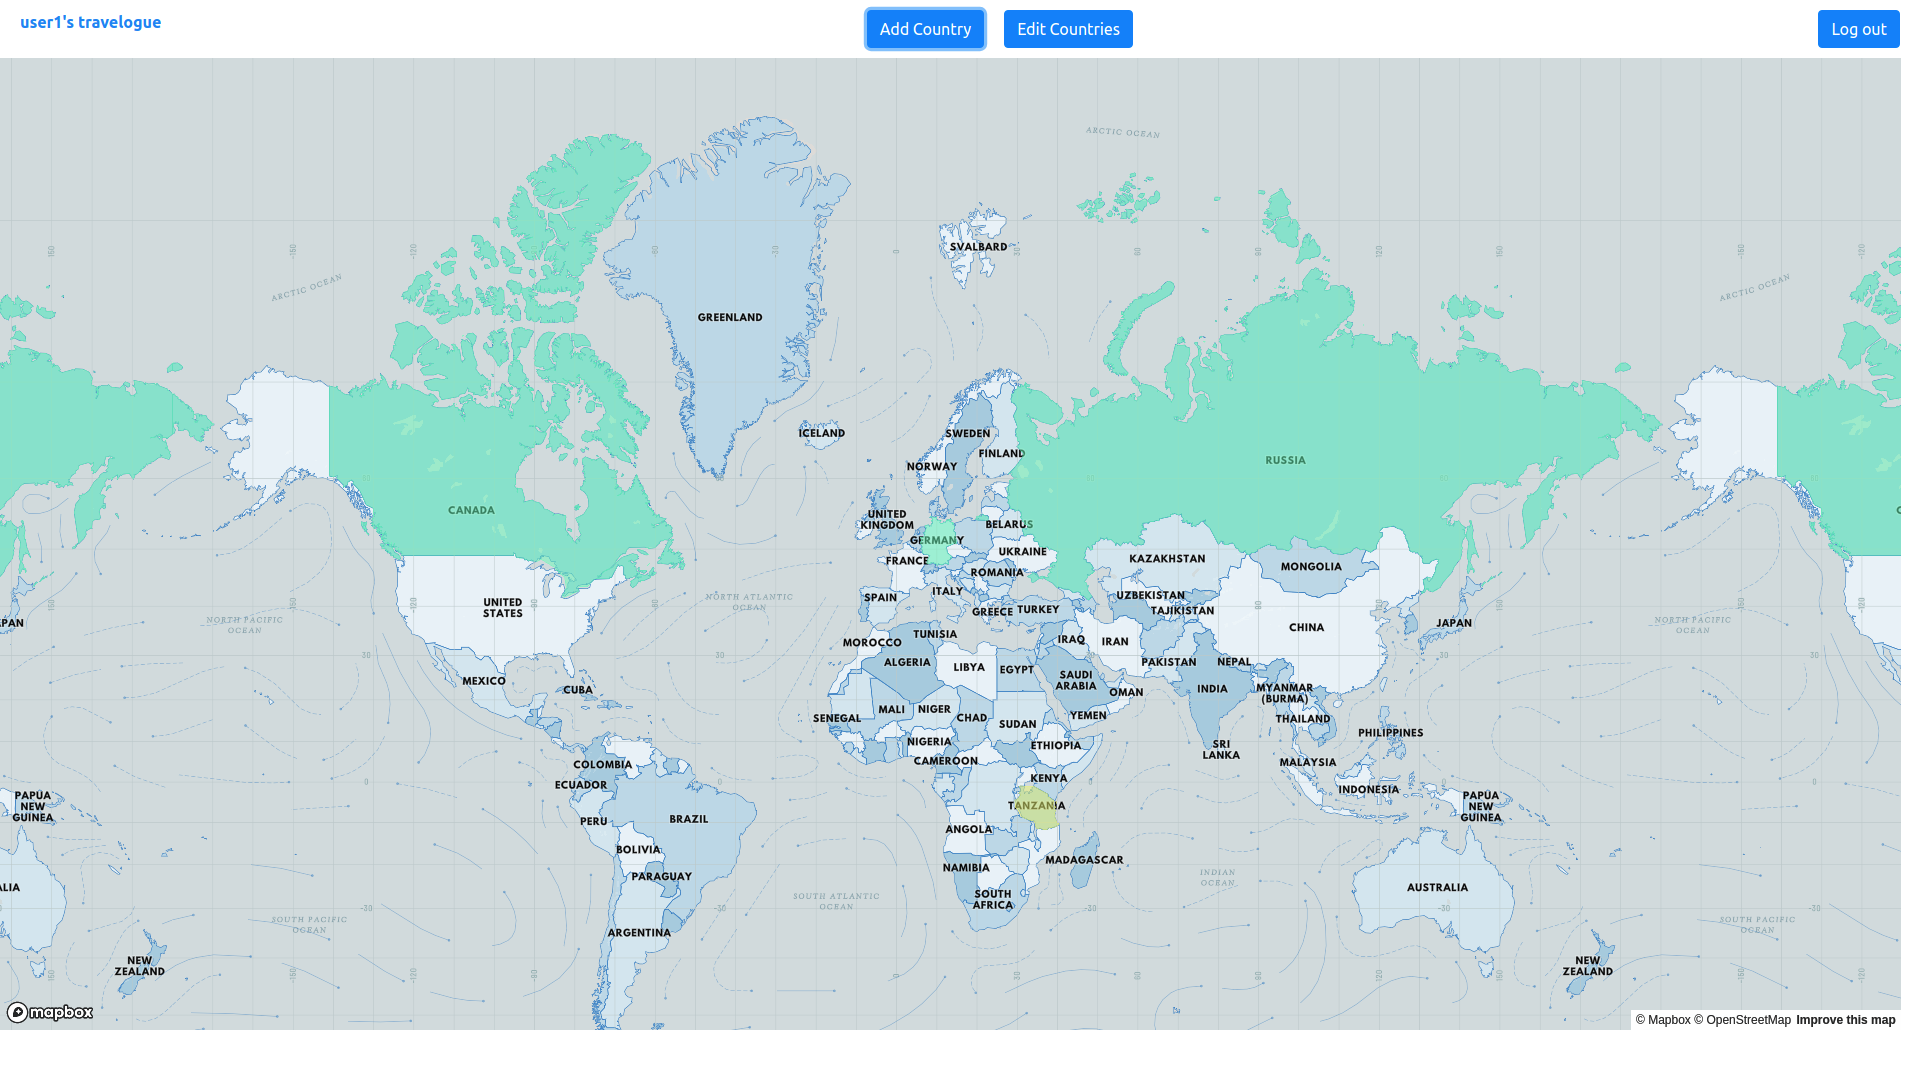 user1's travelogue
Add Country
Edit Countries
Log out
ARCTIC OCEAN
SVALBARD
ARCTIC OCEAN
ARCTIC OCEAN
GREENLAND
ICELAND
SWEDEN
FINLAND
NORWAY
RUSSIA
CANADA
UNITED
KINGDOM
BELARUS
GERMANY
UKRAINE
FRANCE
KAZAKHSTAN
MONGOLIA
ROMANIA
ITALY
SPAIN
UZBEKISTAN
NORTH ATLANTIC
OCEAN
UNITED
STATES
GREECE
TURKEY
TAJIKISTAN
PAN
NORTH PACIFIC
OCEAN
CHINA
JAPAN
NORTH PACIFIC
OCEAN
TUNISIA
MOROCCO
IRAQ
IRAN
ALGERIA
LIBYA
EGYPT
PAKISTAN
NEPAL
MEXICO
CUBA
SAUDI
ARABIA
OMAN
INDIA
MYANMAR
(BURMA)
SENEGAL
MALI
NIGER
CHAD
SUDAN
YEMEN
THAILAND
PHILIPPINES
NIGERIA
ETHIOPIA
SRI
LANKA
COLOMBIA
CAMEROON
MALAYSIA
ECUADOR
KENYA
INDONESIA
PAPUA
NEW
GUINEA
TANZANIA
PAPUA
NEW
GUINEA
PERU
BRAZIL
ANGOLA
BOLIVIA
MADAGASCAR
PARAGUAY
NAMIBIA
INDIAN
OCEAN
ALIA
AUSTRALIA
SOUTH
AFRICA
SOUTH ATLANTIC
OCEAN
SOUTH PACIFIC
OCEAN
SOUTH PACIFIC
OCEAN
ARGENTINA
NEW
ZEALAND
NEW
ZEALAND
mapbox
© Mapbox © OpenStreetMap Improve this map